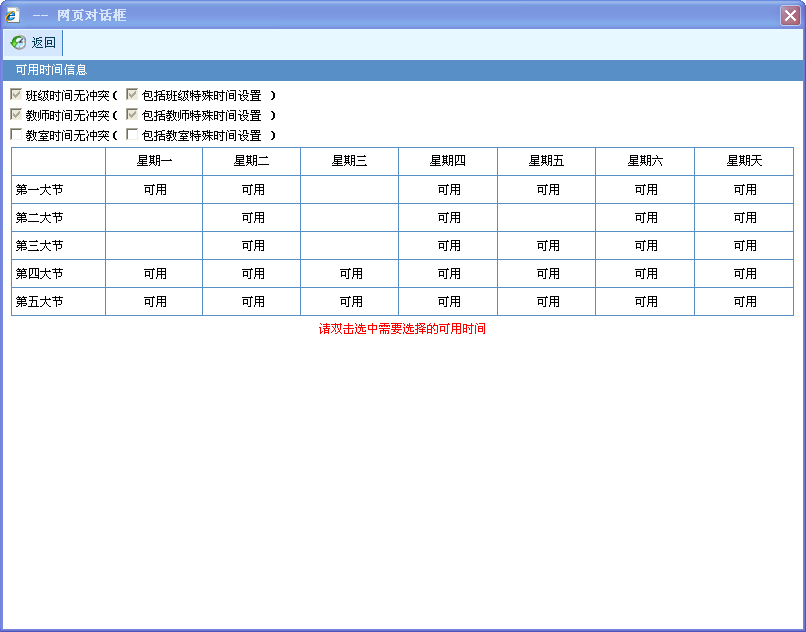 -- 网页对话框
返回
可用时间信息
班级时间无冲突( 包括班级特殊时间设置 )
教师时间无冲突( 包括教师特殊时间设置 )
教室时间无冲突( 包括教室特殊时间设置 )
星期一 星期二 星期三 星期四 星期五 星期六 星期天
第一大节 可用 可用 可用 可用 可用 可用
第二大节 可用 可用 可用 可用
第三大节 可用 可用 可用 可用 可用
第四大节 可用 可用 可用 可用 可用 可用 可用
第五大节 可用 可用 可用 可用 可用 可用 可用
请双击选中需要选择的可用时间